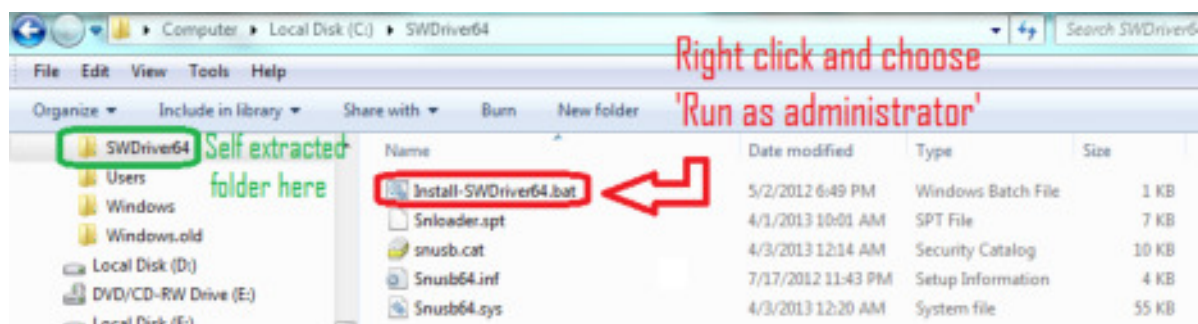 Computer ▸ Local Disk (C:) ▸ SWDriver64
Search SWDriver6
Right click and choose
'Run as administrator'
File Edit View Tools Help
Organize Include in library Share with Burn New folder
SWDriver64
Self extracted
folder here
Users
Windows
Windows.old
Local Disk (D:)
DVD/CD-RW Drive (E:)
Local Disk (F:)
Name Date modified Type Size
Install-SWDriver64.bat 5/2/2012 6:49 PM Windows Batch File 1 KB
Snloader.spt 4/1/2013 10:01 AM SPT File 7 KB
snusb.cat 4/3/2013 12:14 AM Security Catalog 10 KB
Snusb64.inf 7/17/2012 11:43 PM Setup Information 4 KB
Snusb64.sys 4/3/2013 12:20 AM System file 55 KB